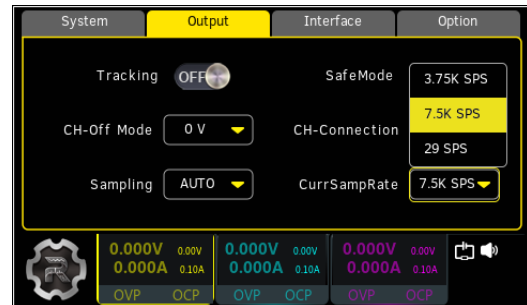 System Output Interface Option
Tracking OFF SafeMode 3.75K SPS
7.5K SPS
CH-Off Mode 0 V CH-Connection
29 SPS
Sampling AUTO CurrSampRate 7.5K SPS
0.000V 0.00V 0.000V 0.00V 0.000V 0.00V
0.000A 0.10A 0.000A 0.10A 0.000A 0.10A
OVP OCP OVP OCP OVP OCP